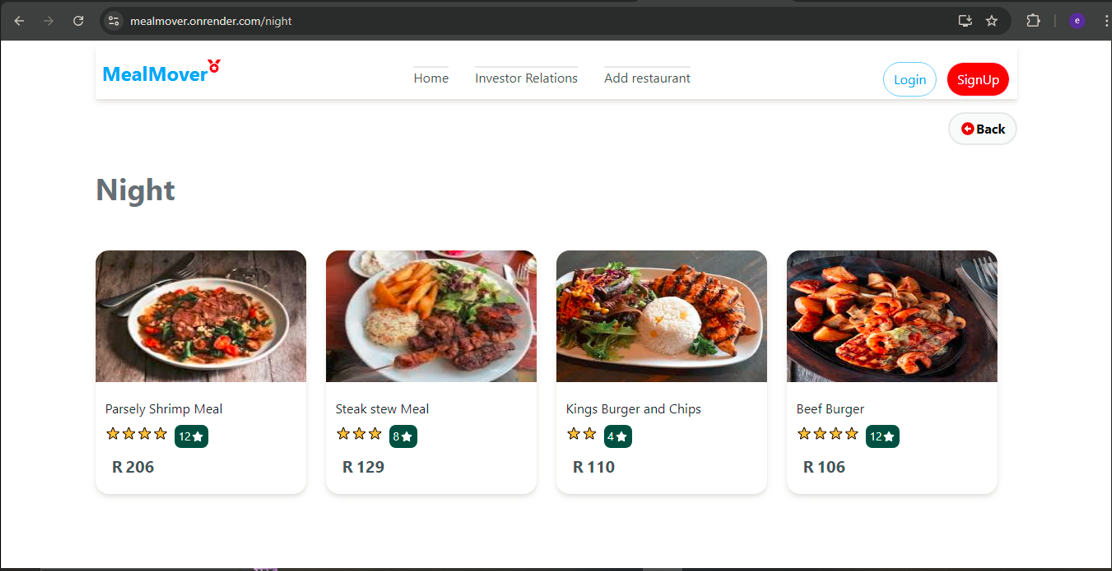 mealmover.onrender.com/night
e
MealMover
Home
Investor Relations
Add restaurant
Login
SignUp
Back
Night
Parsely Shrimp Meal
12
R 206
Steak stew Meal
8
R 129
Kings Burger and Chips
4
R 110
Beef Burger
12
R 106